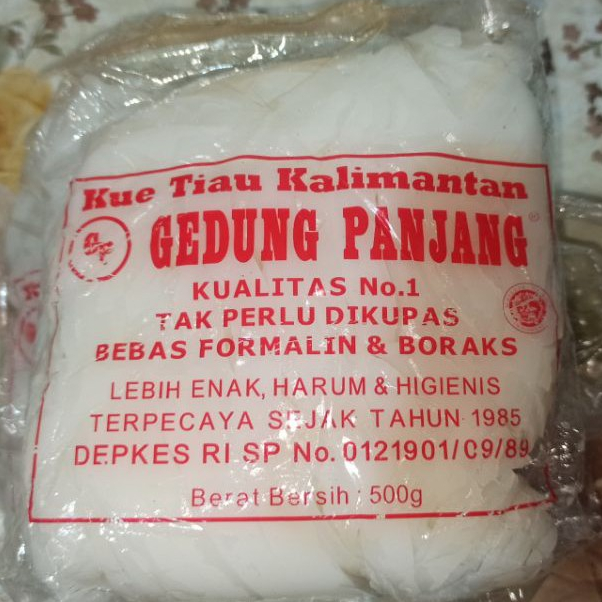 Kue Tiau Kalimantan
GEDUNG PANJANG®
KUALITAS No.1
TAK PERLU DIKUPAS
BEBAS FORMALIN & BORAKS
LEBIH ENAK, HARUM & HIGIENIS
TERPECAYA SEJAK TAHUN 1985
DEPKES RI SP No. 0121901/09/89
Berat Bersih : 500g